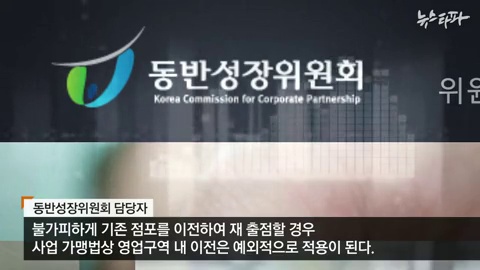 뉴스타파
동반성장위원회
Korea Commission for Corporate Partnership
위원
동반성장위원회 담당자
불가피하게 기존 점포를 이전하여 재 출점할 경우
사업 가맹법상 영업구역 내 이전은 예외적으로 적용이 된다.